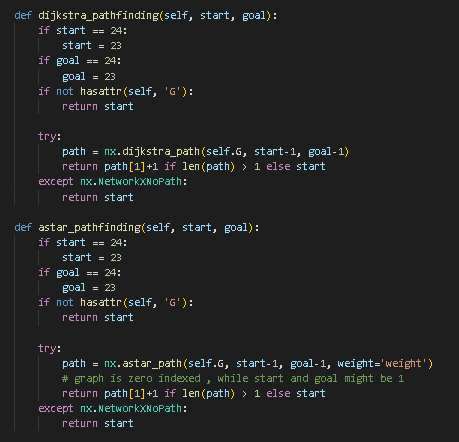 def dijkstra_pathfinding(self, start, goal):
    if start == 24:
        start = 23
    if goal == 24:
        goal = 23
    if not hasattr(self, 'G'):
        return start

    try:
        path = nx.dijkstra_path(self.G, start-1, goal-1)
        return path[1]+1 if len(path) > 1 else start
    except nx.NetworkXNoPath:
        return start

def astar_pathfinding(self, start, goal):
    if start == 24:
        start = 23
    if goal == 24:
        goal = 23
    if not hasattr(self, 'G'):
        return start

    try:
        path = nx.astar_path(self.G, start-1, goal-1, weight='weight')
        # graph is zero indexed , while start and goal might be 1
        return path[1]+1 if len(path) > 1 else start
    except nx.NetworkXNoPath:
        return start